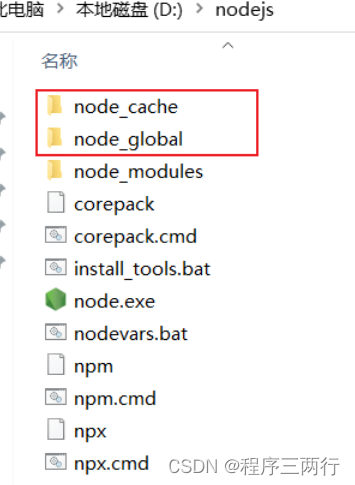 此电脑 > 本地磁盘 (D:) > nodejs
名称
node_cache
node_global
node_modules
corepack
corepack.cmd
install_tools.bat
node.exe
nodevars.bat
npm
npm.cmd
npx
npx.cmd
CSDN @程序三两行